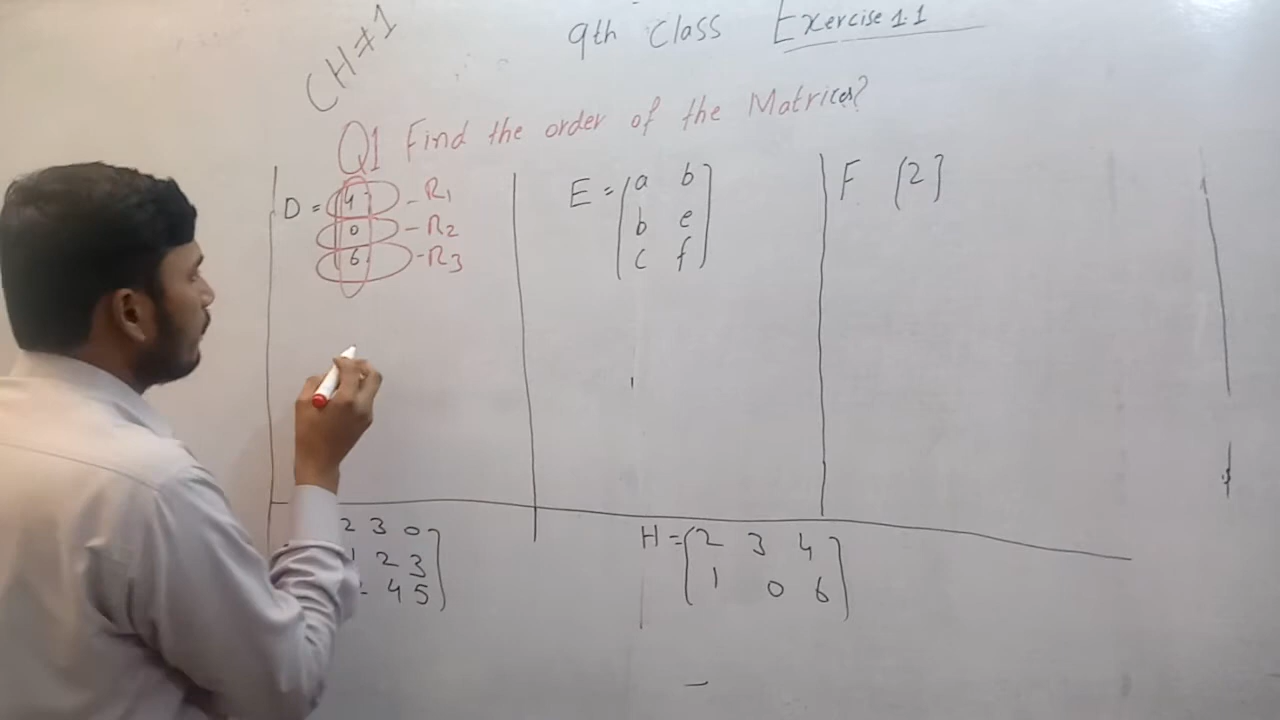 CH#1
9th Class Exercise 1.1
Q1 Find the order of the Matrices?
D = [4 - R1
0 - R2
6 - R3
E = [a b]
b e
c f
F [2]
2 3 0
1 2 3
4 5
H = [2 3 4]
1 0 6